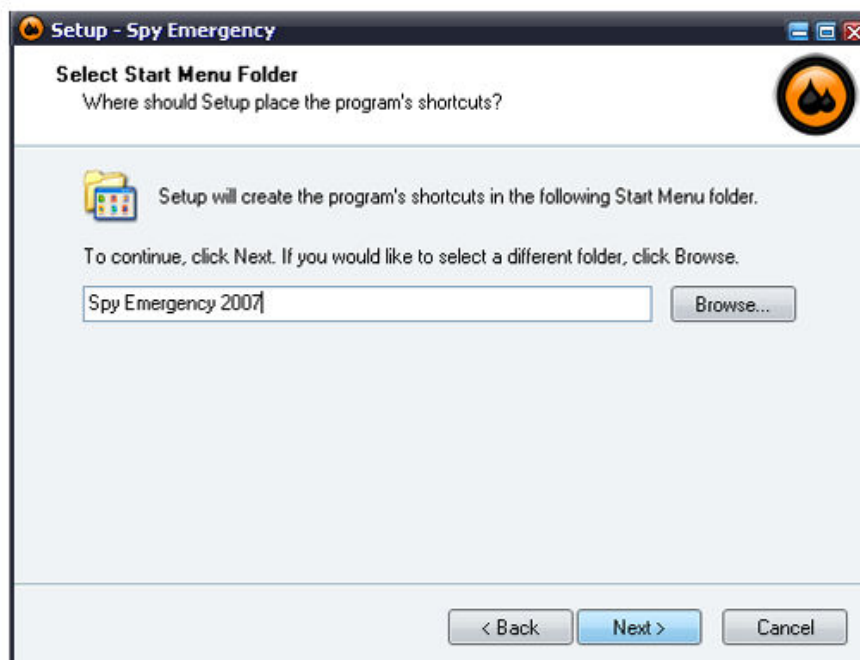 Setup - Spy Emergency
Select Start Menu Folder
Where should Setup place the program's shortcuts?
Setup will create the program's shortcuts in the following Start Menu folder.
To continue, click Next. If you would like to select a different folder, click Browse.
Spy Emergency 2007
Browse...
< Back
Next >
Cancel